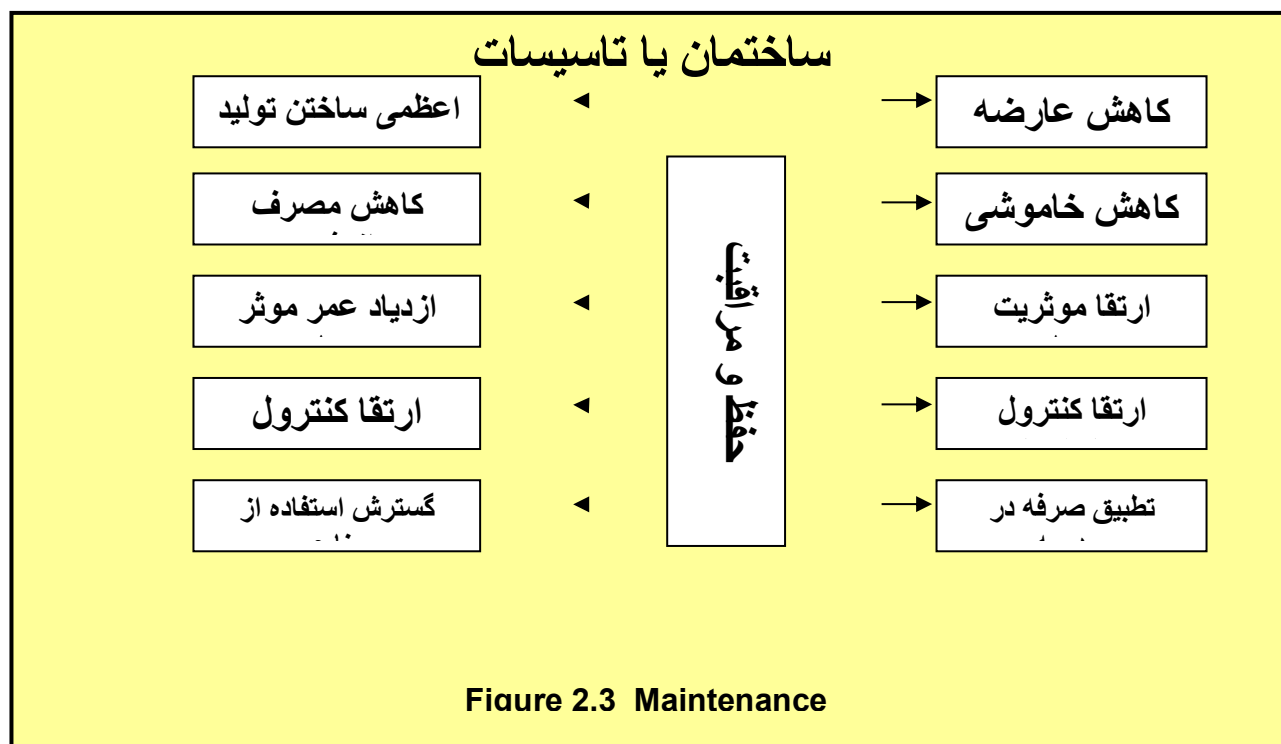 ساختمان یا تاسیسات
کاهش عارضه
اعظمی ساختن تولید
کاهش خاموشی
کاهش مصرف
ارتقا موثریت
ازدیاد عمر موثر
ارتقا کنترول
ارتقا کنترول
تطبیق صرفه در
گسترش استفاده از
حفظ و مراقبت
Figure 2.3 Maintenance